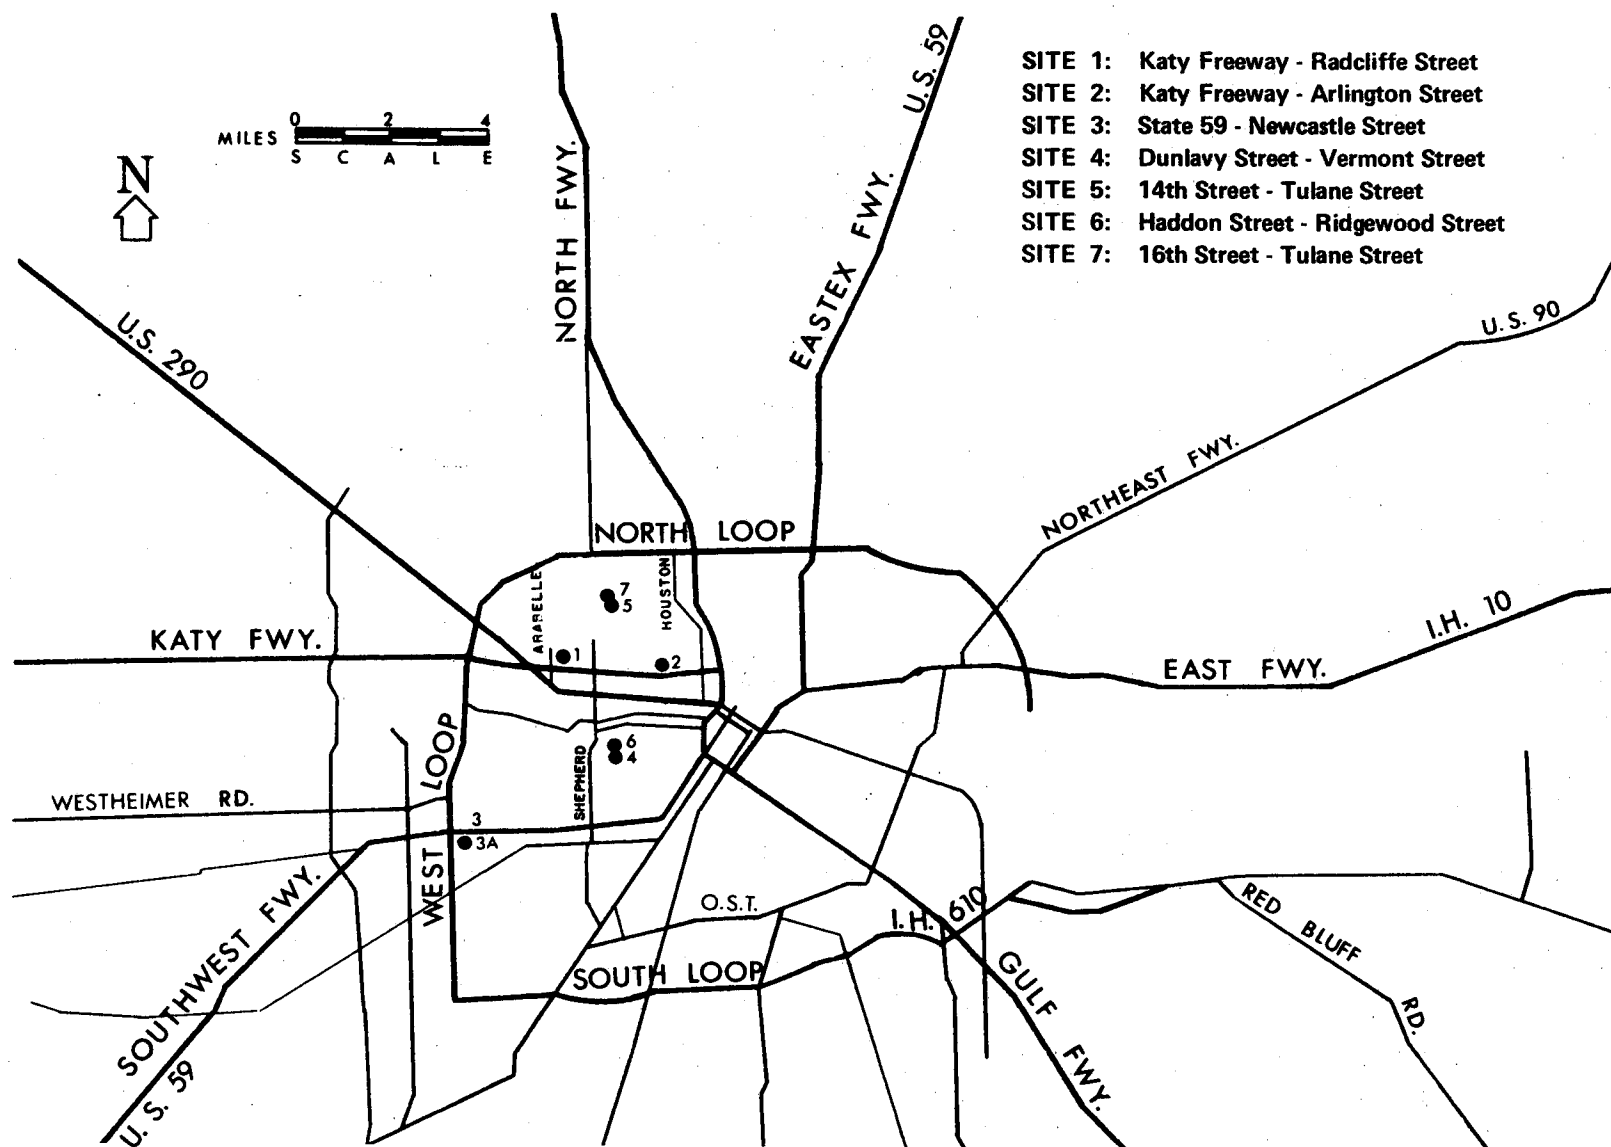 SITE 1: Katy Freeway - Radcliffe Street
SITE 2: Katy Freeway - Arlington Street
SITE 3: State 59 - Newcastle Street
SITE 4: Dunlavy Street - Vermont Street
SITE 5: 14th Street - Tulane Street
SITE 6: Haddon Street - Ridgewood Street
SITE 7: 16th Street - Tulane Street
0 2 4
MILES
S C A L E
N
U.S. 59
NORTH FWY.
EASTEX FWY.
U.S. 290
U.S. 90
NORTHEAST FWY.
NORTH LOOP
ARABELLE
HOUSTON
7
5
KATY FWY.
1
2
I.H. 10
EAST FWY.
WEST LOOP
6
4
SHEPHERD
WESTHEIMER RD.
3
3A
SOUTHWEST FWY.
U.S. 59
O.S.T.
I.H. 610
SOUTH LOOP
GULF FWY.
RED BLUFF RD.